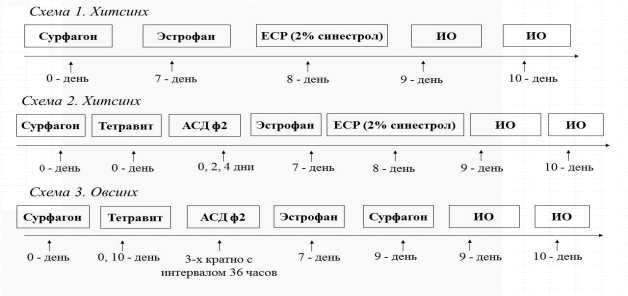 Схема 1. Хитсинх
Сурфагон Эстрофан ЕСР (2% синестрол) ИО ИО
0 - день 7 - день 8 - день 9 - день 10 - день
Схема 2. Хитсинх
Сурфагон Тетравит АСД ф2 Эстрофан ЕСР (2% синестрол) ИО ИО
0 - день 0 - день 0, 2, 4 дни 7 - день 8 - день 9 - день 10 - день
Схема 3. Овсинх
Сурфагон Тетравит АСД ф2 Эстрофан Сурфагон ИО ИО
0 - день 0, 10 - день 3-х кратно с 7 - день 9 - день 9 - день 10 - день
интервалом 36 часов